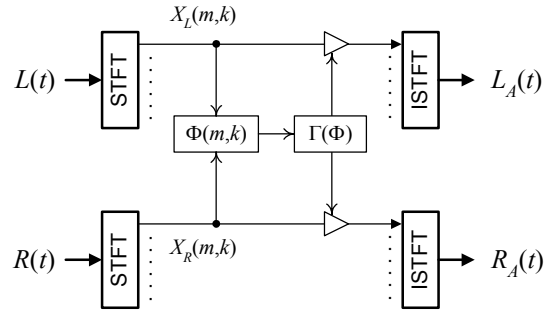 X_L(m,k)
L(t)
STFT
ISTFT
L_A(t)
Φ(m,k)
Γ(Φ)
R(t)
STFT
X_R(m,k)
ISTFT
R_A(t)